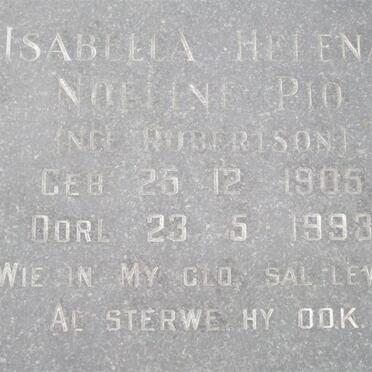 ISABELLA HELENA
NOELINE PIO
(NEE ROBERTSON)
GEB 25 12 1905
OORL 23 5 1998
WIE IN MY GLO, SAL LEV
AL STERWE HY OOK.